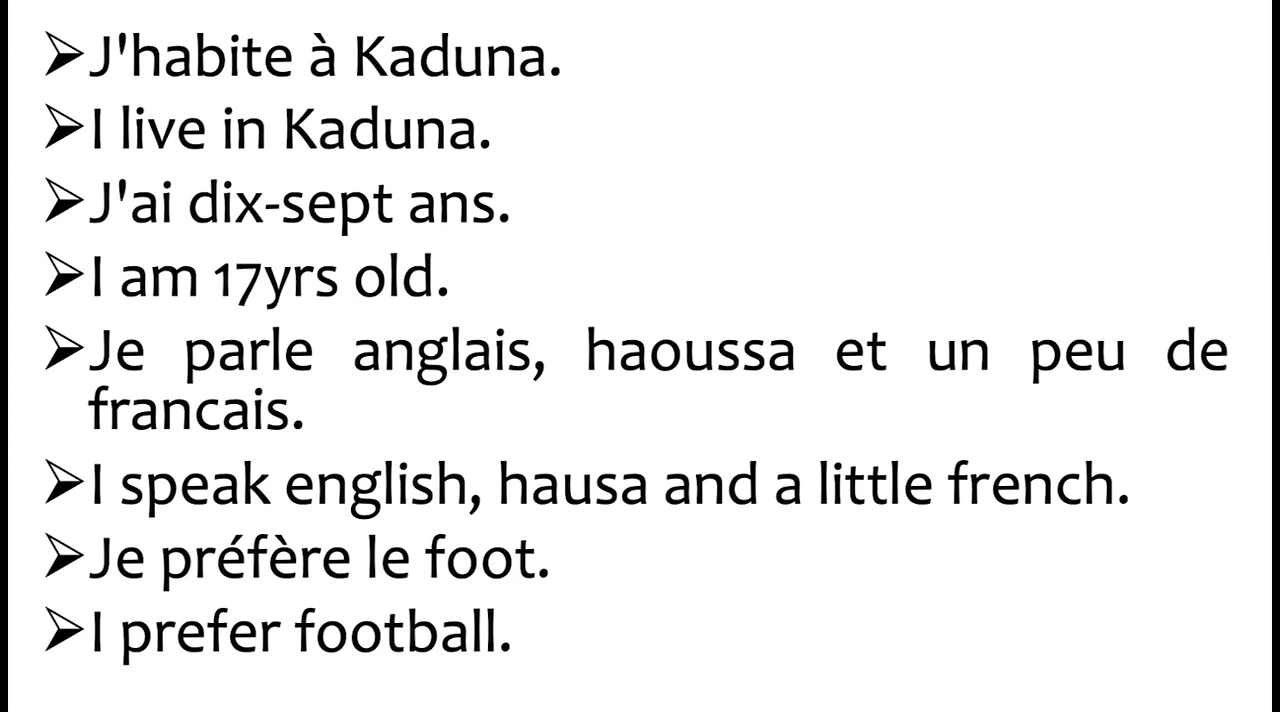 ➢J'habite à Kaduna.
➢I live in Kaduna.
➢J'ai dix-sept ans.
➢I am 17yrs old.
➢Je parle anglais, haoussa et un peu de
francais.
➢I speak english, hausa and a little french.
➢Je préfère le foot.
➢I prefer football.